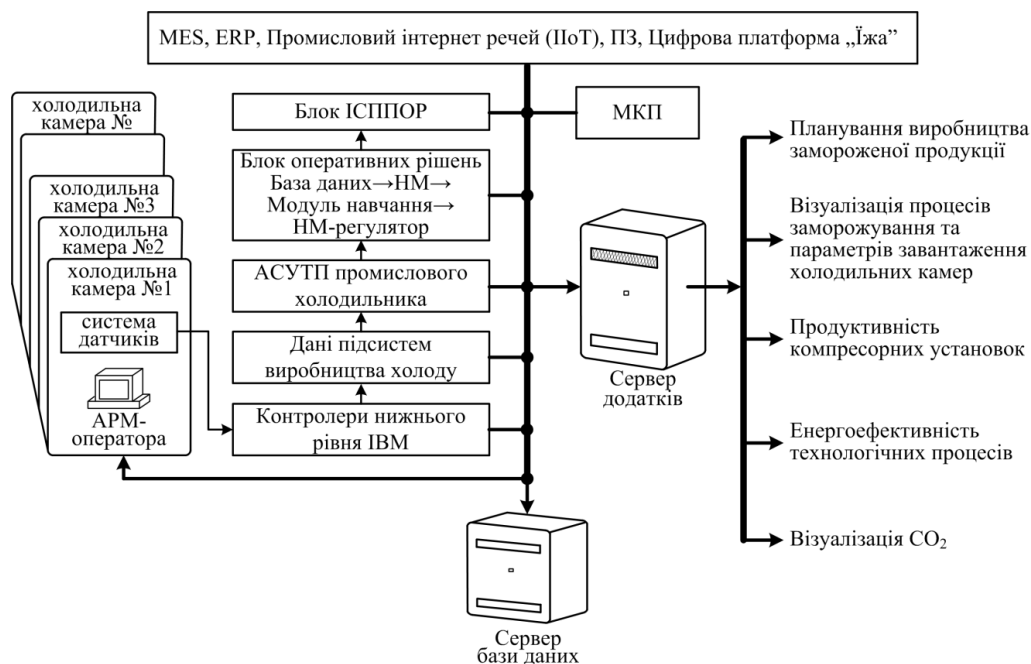 MES, ERP, Промисловий інтернет речей (ІІоТ), ПЗ, Цифрова платформа „Їжа”
холодильна
камера №
холодильна
камера №3
холодильна
камера №2
холодильна
камера №1
система
датчиків
АРМ-
оператора
Блок ІСППОР
Блок оперативних рішень
База даних→НМ→
Модуль навчання→
НМ-регулятор
АСУТП промислового
холодильника
Дані підсистем
виробництва холоду
Контролери нижнього
рівня ІВМ
МКП
Сервер
додатків
Сервер
бази даних
Планування виробництва
замороженої продукції
Візуалізація процесів
заморожування та
параметрів завантаження
холодильних камер
Продуктивність
компресорних установок
Енергоефективність
технологічних процесів
Візуалізація СО₂